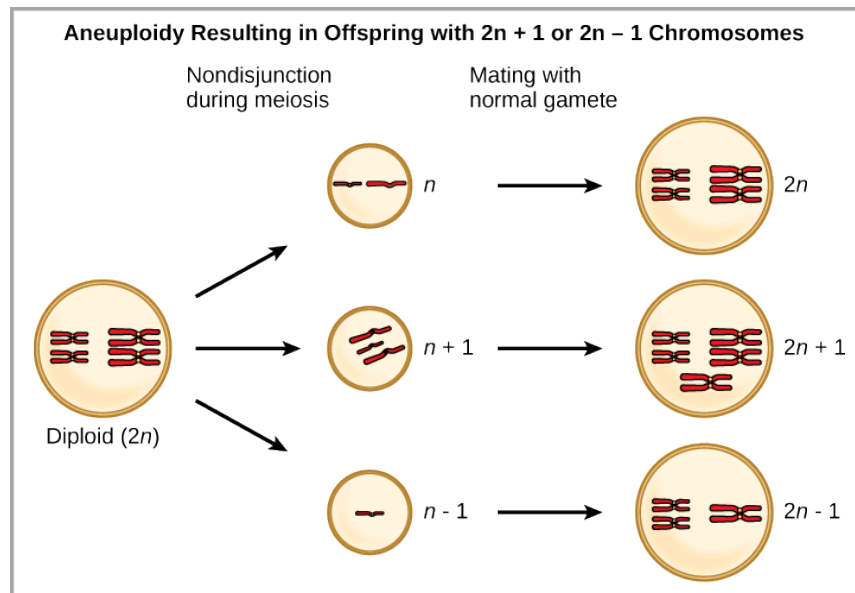 Aneuploidy Resulting in Offspring with 2n + 1 or 2n – 1 Chromosomes
Nondisjunction
during meiosis
Mating with
normal gamete
n
2n
n + 1
2n + 1
Diploid (2n)
n - 1
2n - 1